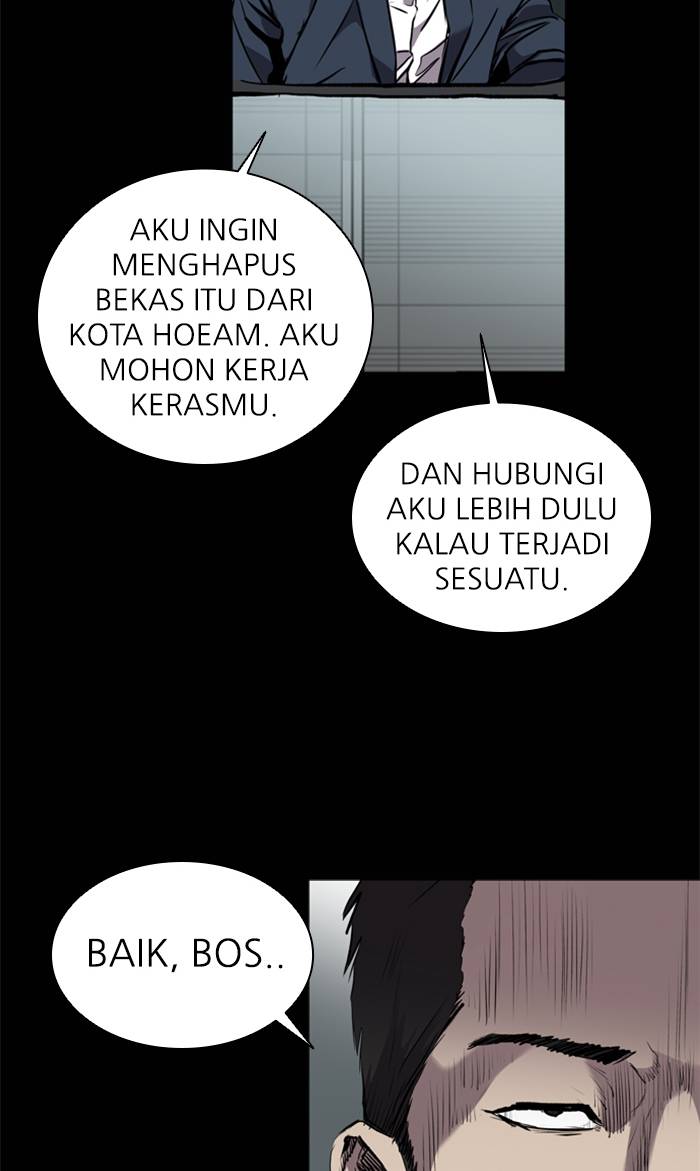 AKU INGIN
MENGHAPUS
BEKAS ITU DARI
KOTA HOEAM. AKU
MOHON KERJA
KERASMU.
DAN HUBUNGI
AKU LEBIH DULU
KALAU TERJADI
SESUATU.
BAIK, BOS..